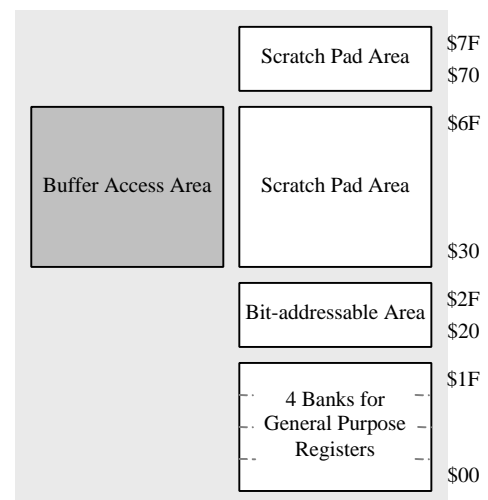 Scratch Pad Area
$7F
$70
Buffer Access Area
Scratch Pad Area
$6F
$30
Bit-addressable Area
$2F
$20
4 Banks for
General Purpose
Registers
$1F
$00